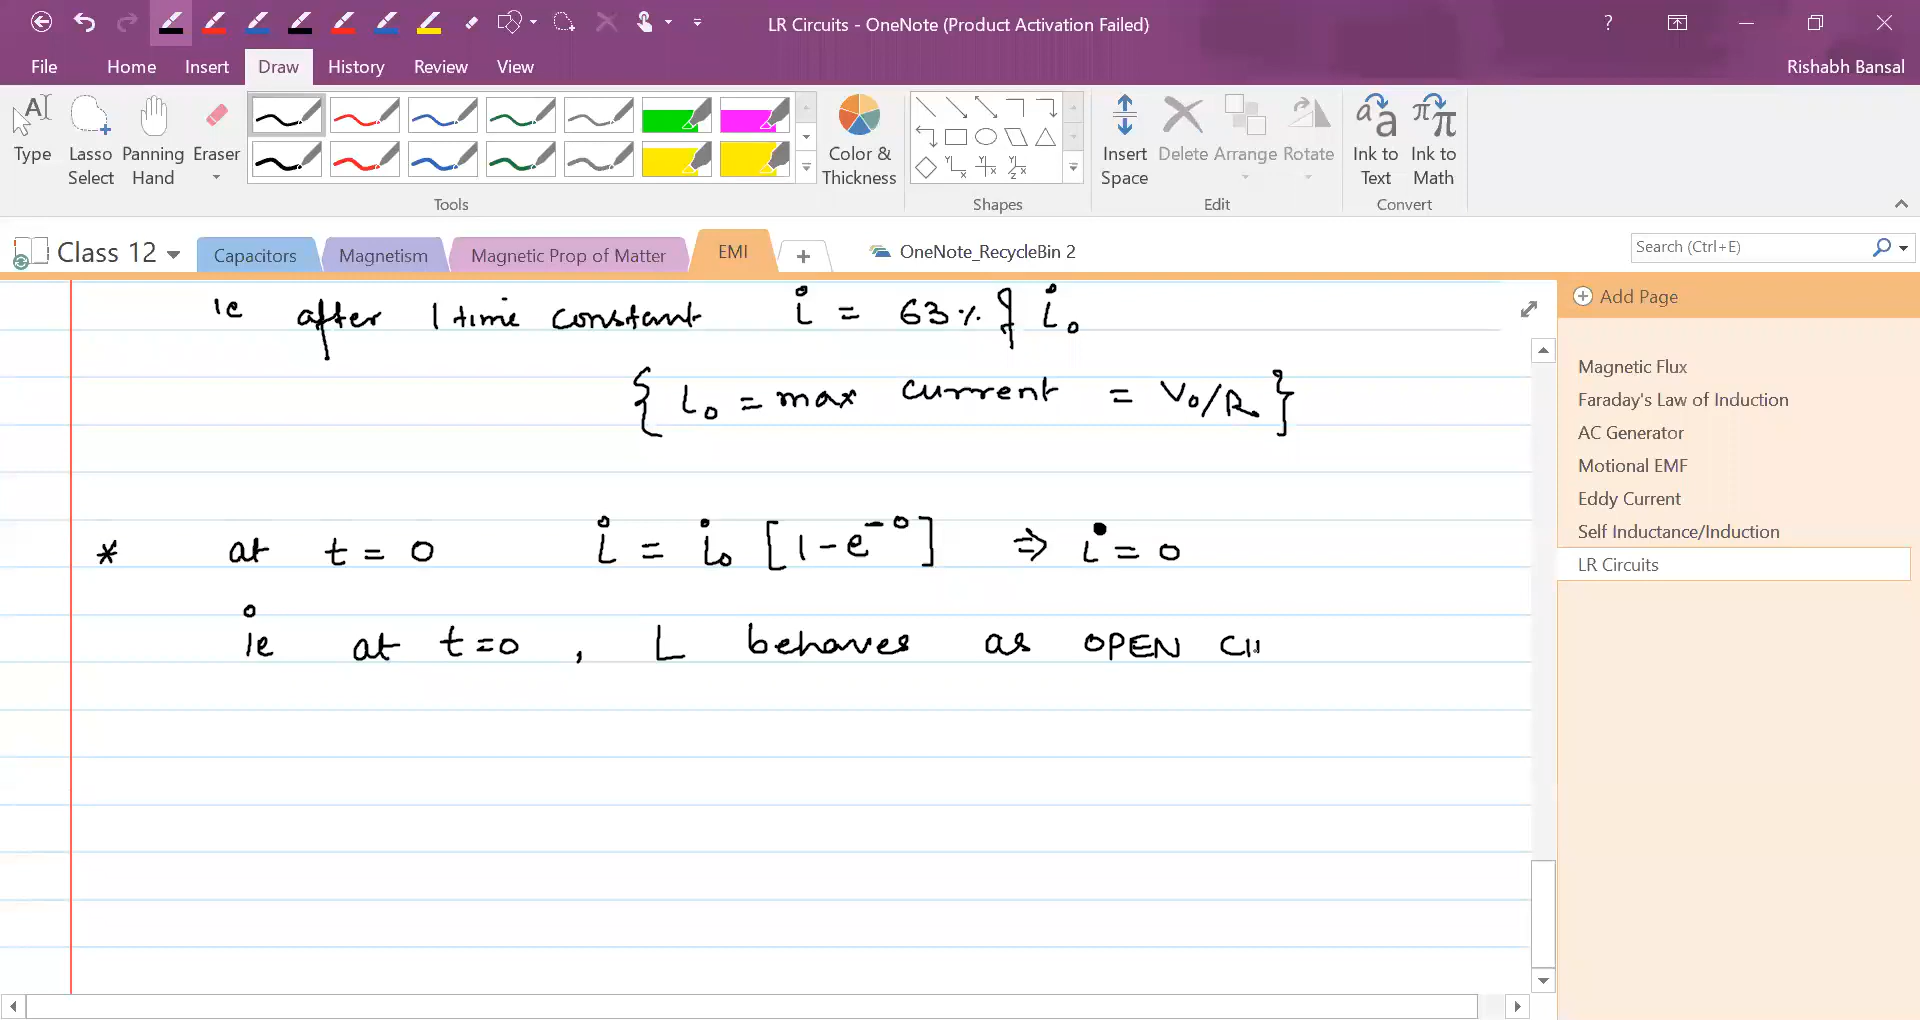 LR Circuits - OneNote (Product Activation Failed)
?
File Home Insert Draw History Review View Rishabh Bansal
Type Lasso Select Panning Hand Eraser
Color & Thickness
Insert Space Delete Arrange Rotate Ink to Text Ink to Math
Tools Shapes Edit Convert
Class 12 Capacitors Magnetism Magnetic Prop of Matter EMI + OneNote_RecycleBin 2 Search (Ctrl+E)
Add Page
ie after 1 time constant i = 63% of i₀
{ i₀ = max current = V₀/R }
* at t = 0 i = i₀ [1 - e⁻⁰] ⇒ i = 0
ie at t=0 , L behaves as OPEN
Magnetic Flux
Faraday's Law of Induction
AC Generator
Motional EMF
Eddy Current
Self Inductance/Induction
LR Circuits